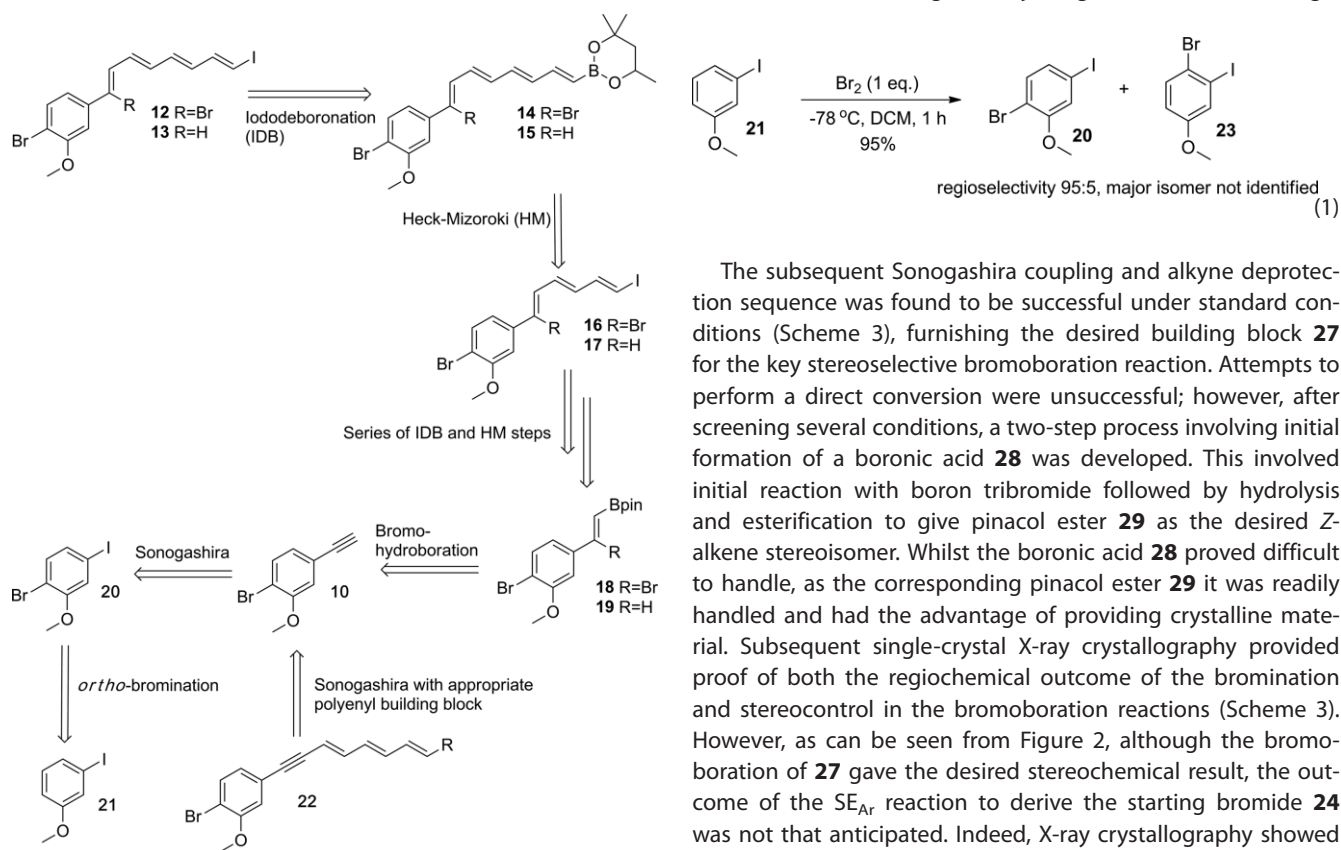 I
12 R=Br
13 R=H
R
Br
O
Iododeboronation
(IDB)
O
B
O
14 R=Br
15 R=H
R
Br
O
Heck-Mizoroki (HM)
I
16 R=Br
17 R=H
R
Br
O
Series of IDB and HM steps
Bpin
R
18 R=Br
19 R=H
Br
O
Bromo-
hydroboration
10
Br
O
Sonogashira
I
20
Br
O
ortho-bromination
I
21
O
Sonogashira with appropriate
polyenyl building block
R
22
Br
O
I
21
O
Br2 (1 eq.)
-78 °C, DCM, 1 h
95%
I
20
Br
O
+
Br
I
23
O
regioselectivity 95:5, major isomer not identified
(1)
The subsequent Sonogashira coupling and alkyne deprotec-
tion sequence was found to be successful under standard con-
ditions (Scheme 3), furnishing the desired building block 27
for the key stereoselective bromoboration reaction. Attempts to
perform a direct conversion were unsuccessful; however, after
screening several conditions, a two-step process involving initial
formation of a boronic acid 28 was developed. This involved
initial reaction with boron tribromide followed by hydrolysis
and esterification to give pinacol ester 29 as the desired Z-
alkene stereoisomer. Whilst the boronic acid 28 proved difficult
to handle, as the corresponding pinacol ester 29 it was readily
handled and had the advantage of providing crystalline mate-
rial. Subsequent single-crystal X-ray crystallography provided
proof of both the regiochemical outcome of the bromination
and stereocontrol in the bromoboration reactions (Scheme 3).
However, as can be seen from Figure 2, although the bromo-
boration of 27 gave the desired stereochemical result, the out-
come of the SEAr reaction to derive the starting bromide 24
was not that anticipated. Indeed, X-ray crystallography showed